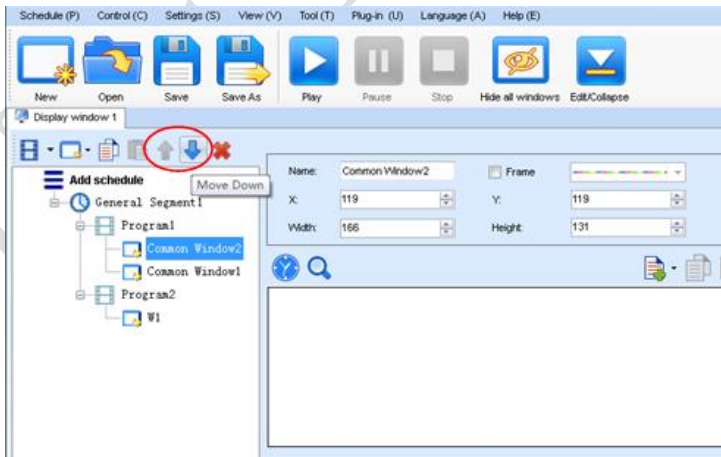 Schedule (P) Control (C) Settings (S) View (V) Tool (T) Plug-in (U) Language (A) Help (E)
New Open Save Save As Play Pause Stop Hide all windows Edit/Collapse
Display window 1
Add schedule
Move Down
General Segment1
Program1
Common Window2
Common Window1
Program2
W1
Name: Common Window2 Frame
X: 119 Y: 119
Width: 166 Height: 131